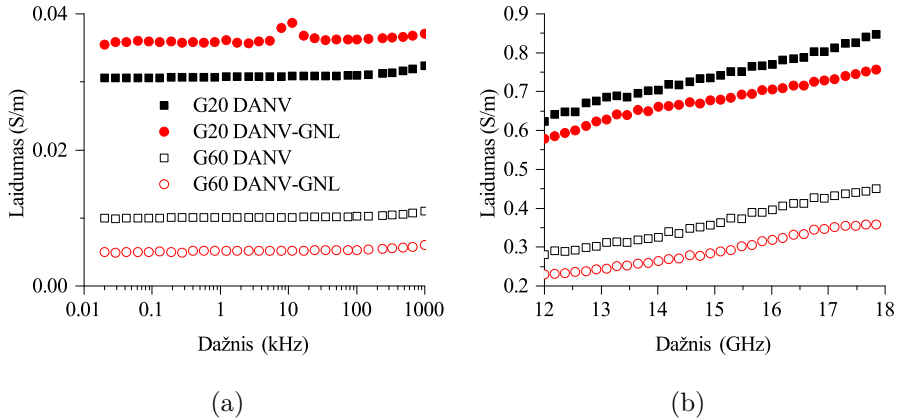 0.04
0.02
0.00
Laidumas (S/m)
G20 DANV
G20 DANV-GNL
G60 DANV
G60 DANV-GNL
0.01 0.1 1 10 100 1000
Dažnis (kHz)
(a)
0.9
0.8
0.7
0.6
0.5
0.4
0.3
0.2
Laidumas (S/m)
12 13 14 15 16 17 18
Dažnis (GHz)
(b)